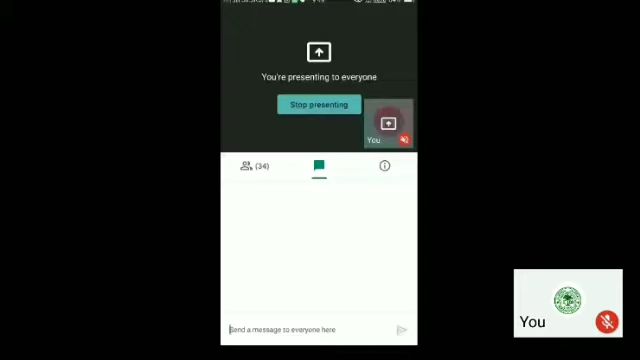 You're presenting to everyone
Stop presenting
You
(34)
Send a message to everyone here
You